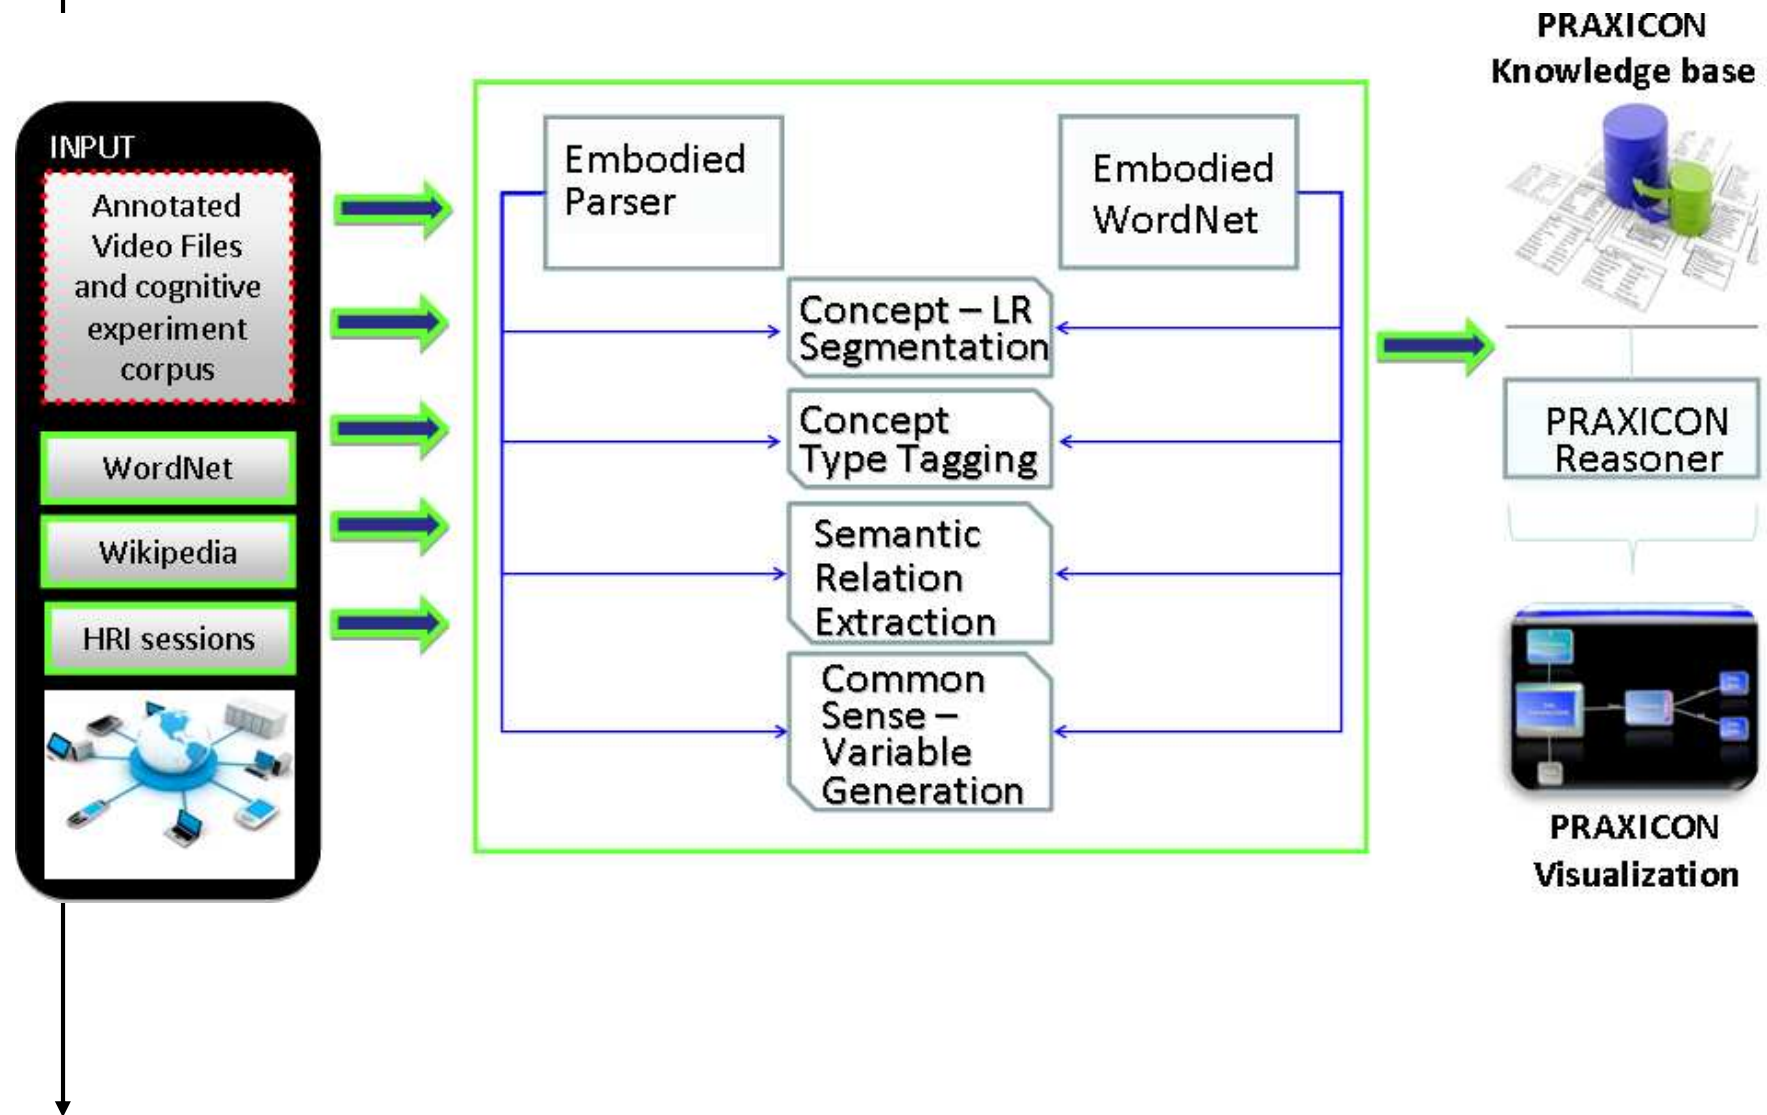 INPUT
Annotated
Video Files
and cognitive
experiment
corpus
WordNet
Wikipedia
HRI sessions
Embodied
Parser
Embodied
WordNet
Concept – LR
Segmentation
Concept
Type Tagging
Semantic
Relation
Extraction
Common
Sense –
Variable
Generation
PRAXICON
Knowledge base
PRAXICON
Reasoner
PRAXICON
Visualization